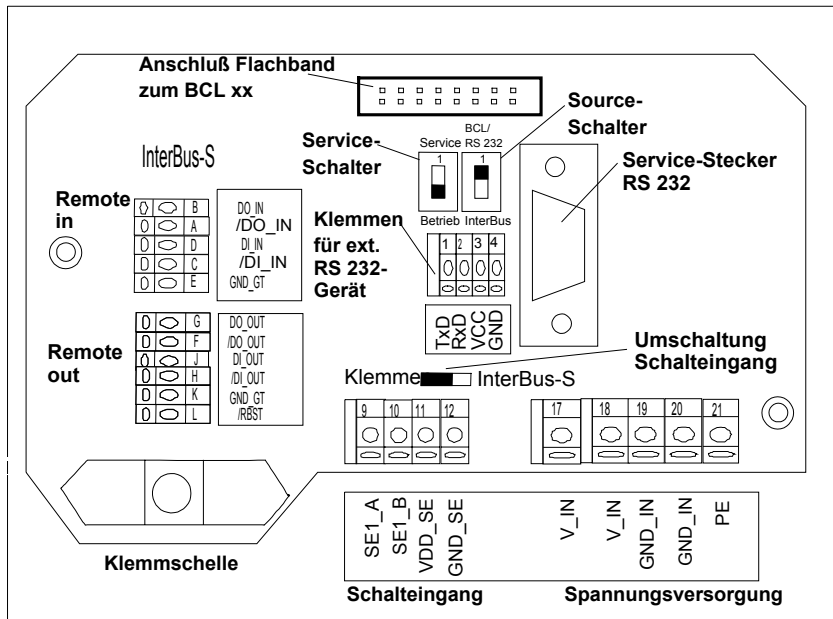 Anschluß Flachband
zum BCL xx
Source-
Schalter
BCL/
Service RS 232
1 1
Service-
Schalter
Betrieb InterBus
Service-Stecker
RS 232
InterBus-S
Remote
in
B DO_IN
A /DO_IN
D DI_IN
C /DI_IN
E GND_GT
Klemmen
für ext.
RS 232-
Gerät
1 2 3 4
TxD
RxD
VCC
GND
Remote
out
G DO_OUT
F /DO_OUT
J DI_OUT
H /DI_OUT
K GND_GT
L /RBST
Umschaltung
Schalteingang
Klemme InterBus-S
9 10 11 12
17 18 19 20 21
SE1_A
SE1_B
VDD_SE
GND_SE
V_IN
V_IN
GND_IN
GND_IN
PE
Klemmschelle
Schalteingang
Spannungsversorgung